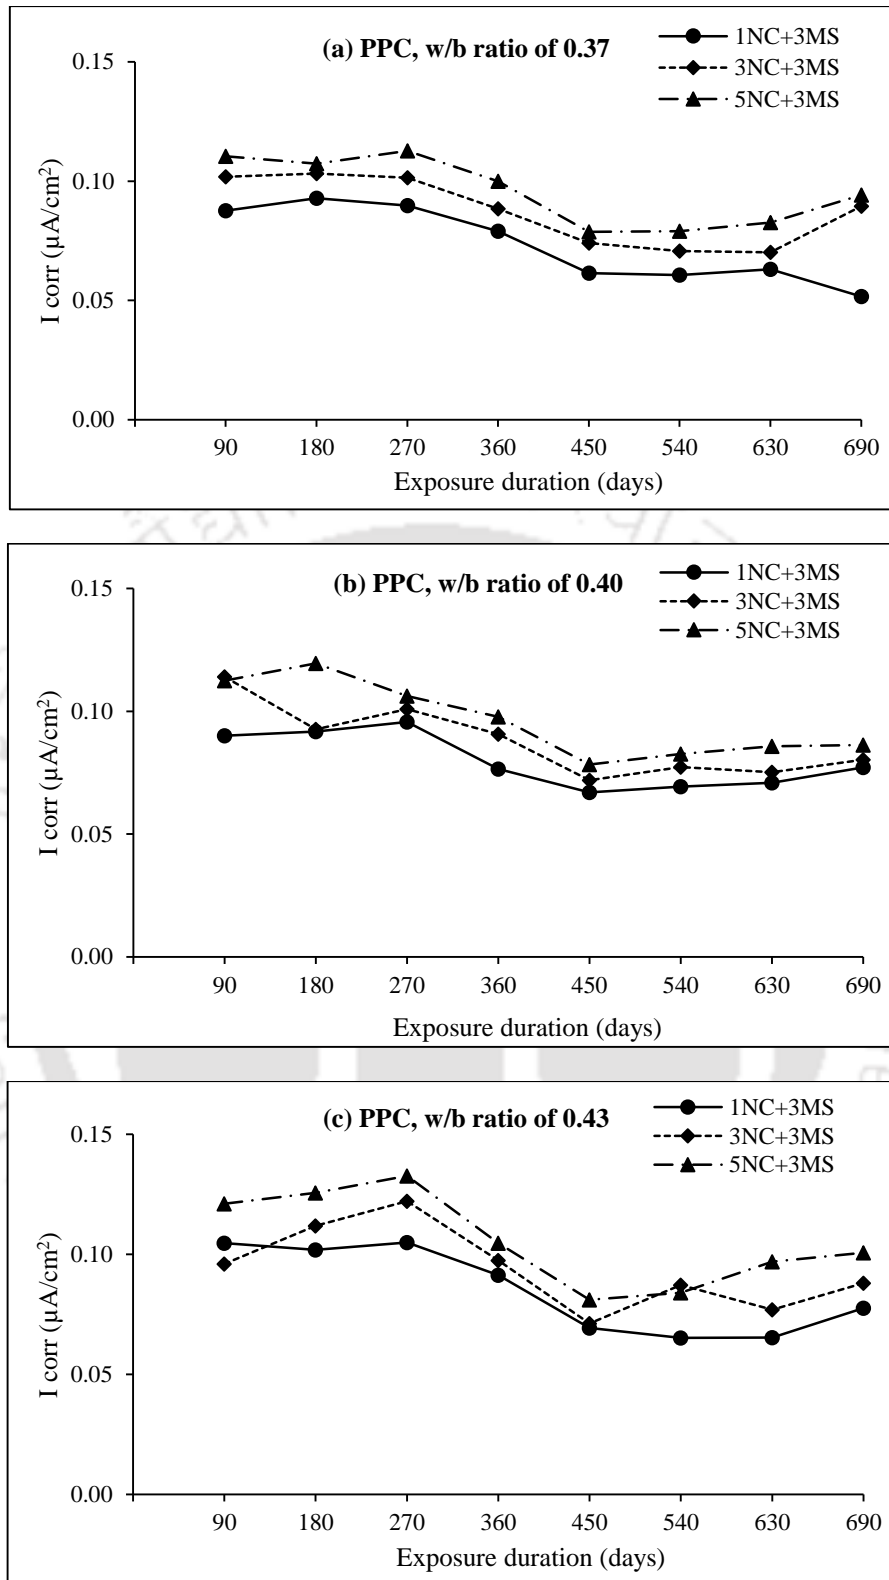 (a) PPC, w/b ratio of 0.37
1NC+3MS
3NC+3MS
5NC+3MS
0.15
0.10
0.05
0.00
I corr (µA/cm²)
90 180 270 360 450 540 630 690
Exposure duration (days)
(b) PPC, w/b ratio of 0.40
1NC+3MS
3NC+3MS
5NC+3MS
0.15
0.10
0.05
0.00
I corr (µA/cm²)
90 180 270 360 450 540 630 690
Exposure duration (days)
(c) PPC, w/b ratio of 0.43
1NC+3MS
3NC+3MS
5NC+3MS
0.15
0.10
0.05
0.00
I corr (µA/cm²)
90 180 270 360 450 540 630 690
Exposure duration (days)